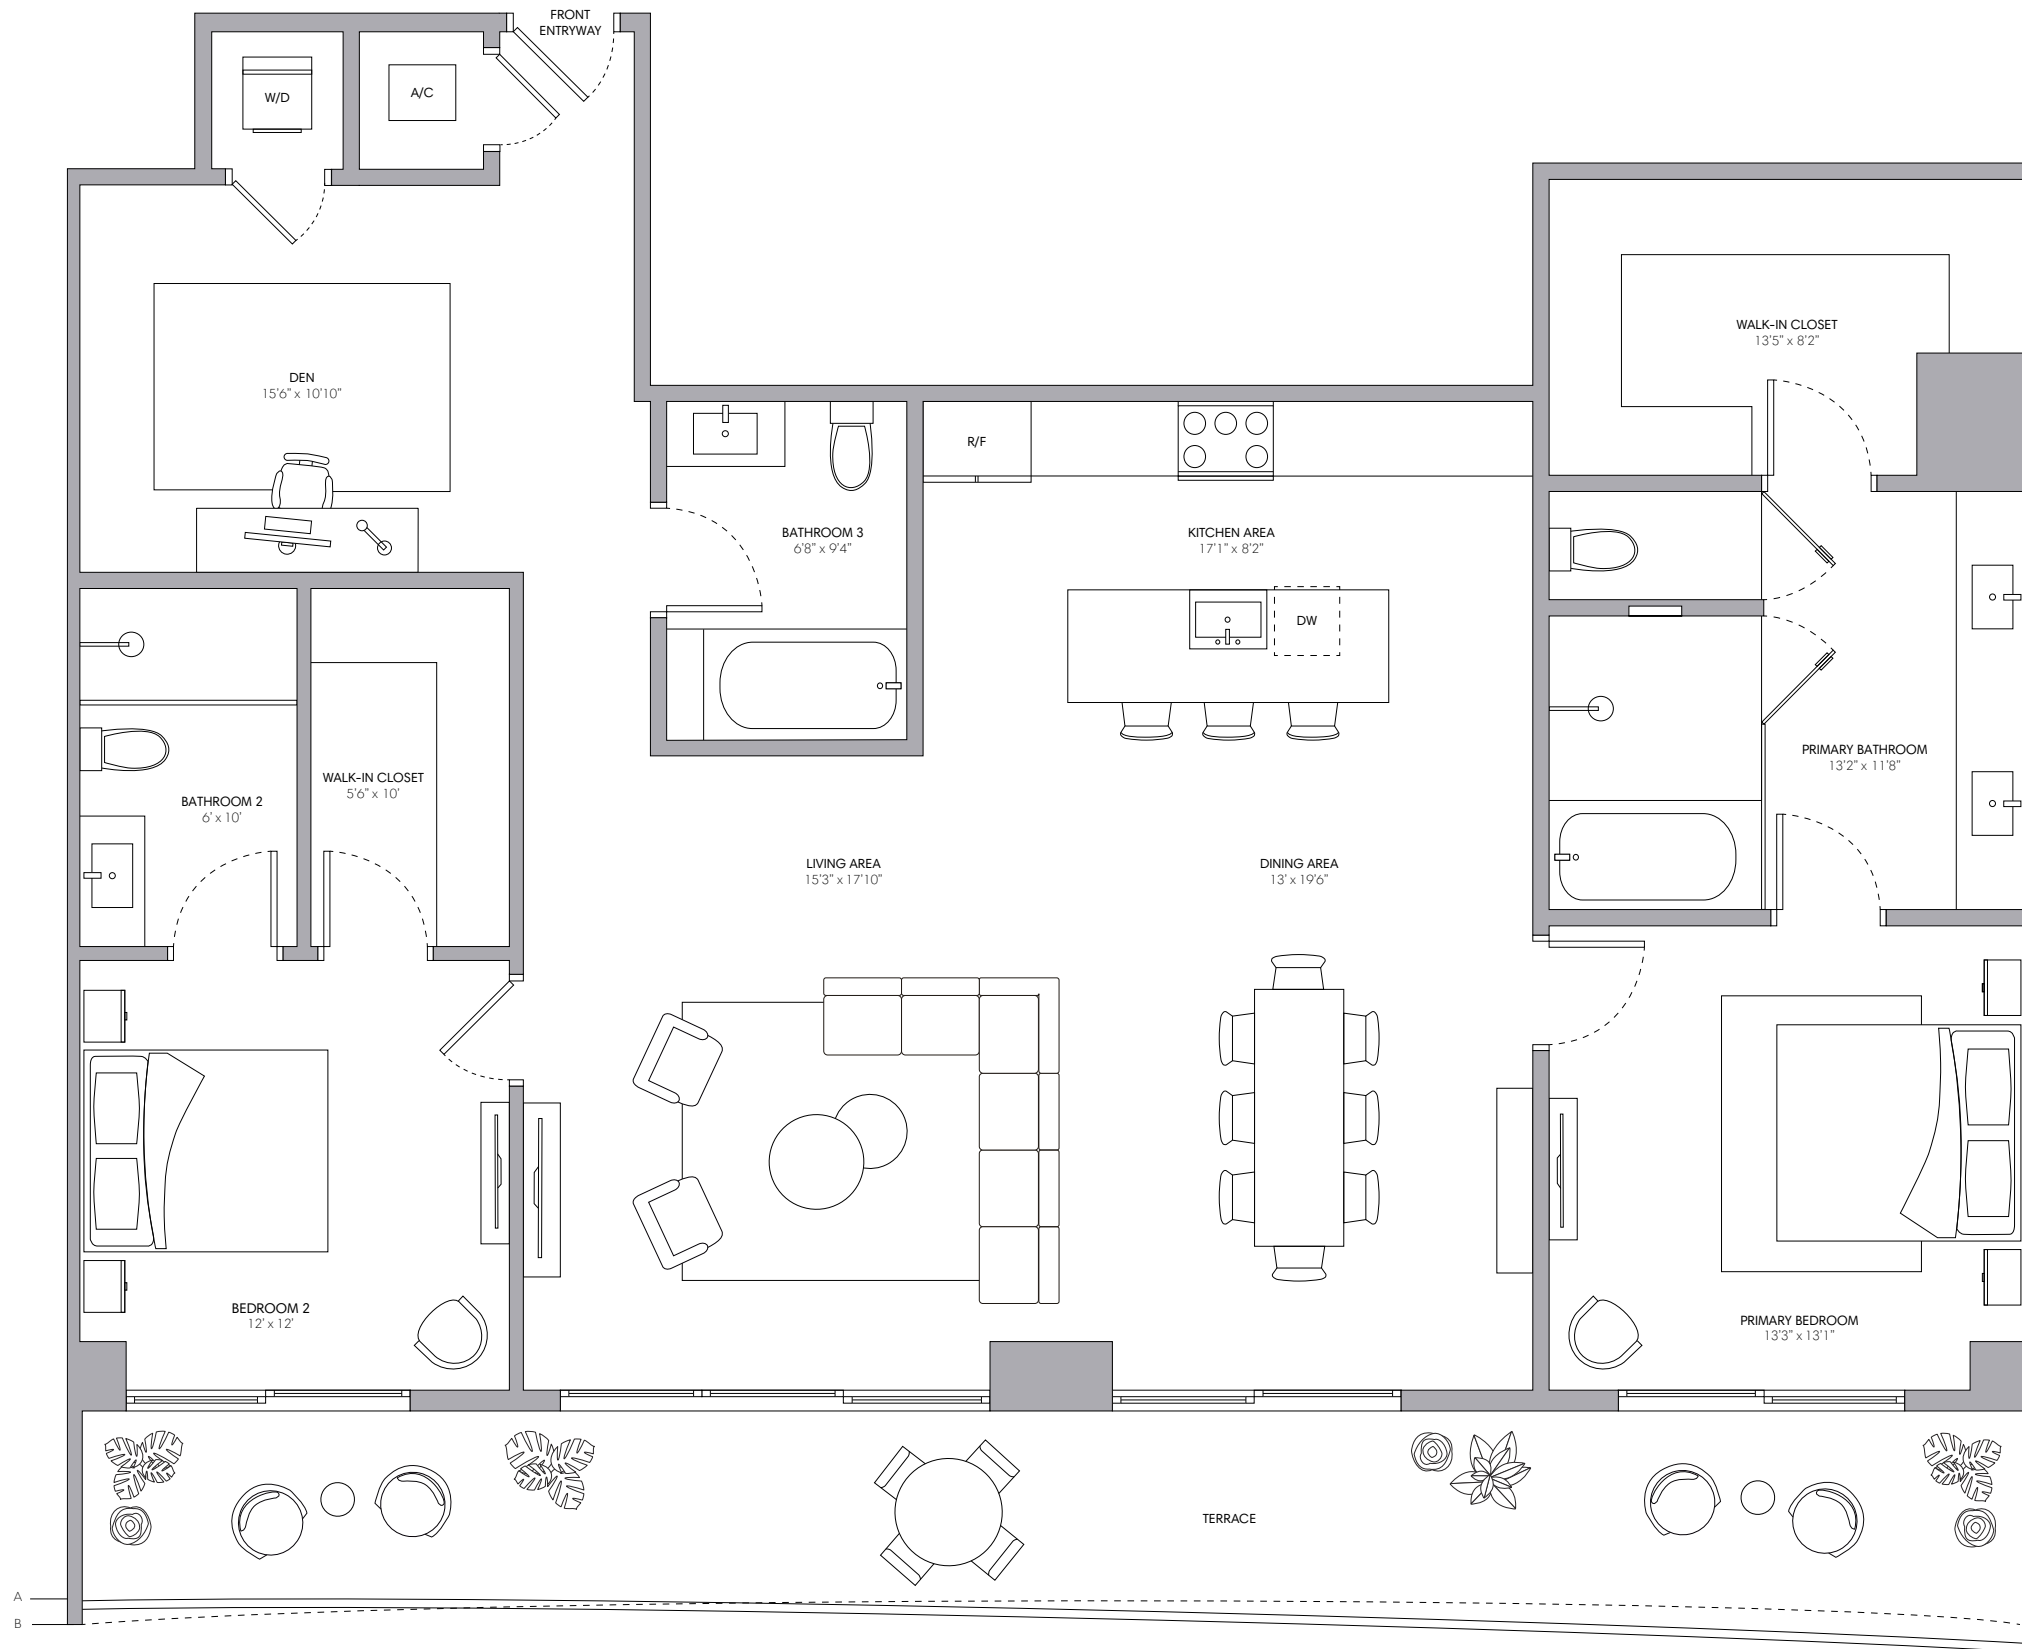 FRONT
ENTRYWAY
W/D
A/C
WALK-IN CLOSET
13'5" x 8'2"
DEN
15'6" x 10'10"
R/F
BATHROOM 3
6'8" x 9'4"
KITCHEN AREA
17'1" x 8'2"
DW
PRIMARY BATHROOM
13'2" x 11'8"
WALK-IN CLOSET
5'6" x 10'
BATHROOM 2
6' x 10'
LIVING AREA
15'3" x 17'10"
DINING AREA
13' x 19'6"
BEDROOM 2
12' x 12'
PRIMARY BEDROOM
13'3" x 13'1"
TERRACE
A
B